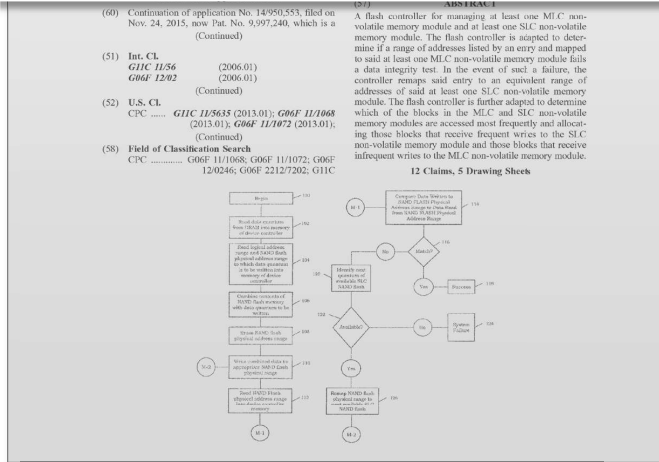 (60) Continuation of application No. 14/950,553, filed on
Nov. 24, 2015, now Pat. No. 9,997,240, which is a
(Continued)
(51) Int. Cl.
G11C 11/56 (2006.01)
G06F 12/02 (2006.01)
(Continued)
(52) U.S. Cl.
CPC ...... G11C 11/5635 (2013.01); G06F 11/1068
(2013.01); G06F 11/1072 (2013.01);
(Continued)
(58) Field of Classification Search
CPC ............. G06F 11/1068; G06F 11/1072; G06F
12/0246; G06F 2212/7202; G11C
(57) ABSTRACT
A flash controller for managing at least one MLC non-
volatile memory module and at least one SLC non-volatile
memory module. The flash controller is adapted to deter-
mine if a range of addresses listed by an entry and mapped
to said at least one MLC non-volatile memory module fails
a data integrity test. In the event of such a failure, the
controller remaps said entry to an equivalent range of
addresses of said at least one SLC non-volatile memory
module. The flash controller is further adapted to determine
which of the blocks in the MLC and SLC non-volatile
memory modules are accessed most frequently and allocat-
ing those blocks that receive frequent writes to the SLC
non-volatile memory module and those blocks that receive
infrequent writes to the MLC non-volatile memory module.
12 Claims, 5 Drawing Sheets
Begin
Read data quantum
from DRAM into memory
of device controller
102
Read logical address
range and NAND flash
physical address range
to which data quantum
is to be written into
memory of device
controller
104
Combine contents of
NAND flash memory
with data quantum to be
written
106
Erase NAND flash
physical address range
108
N-2
Write combined data to
appropriate NAND flash
physical range
110
Read NAND flash
physical address range
into device controller
memory
112
M-1
M-1
Compare Data Written to
NAND FLASH Physical
Address Range to Data Read
from NAND FLASH Physical
Address Range
116
No
Match?
Yes
Success
Identify next
quantum of
available SLC
NAND flash
120
122
Available?
No
System
Failure
124
Yes
Remap NAND flash
physical range to
NAND flash
126